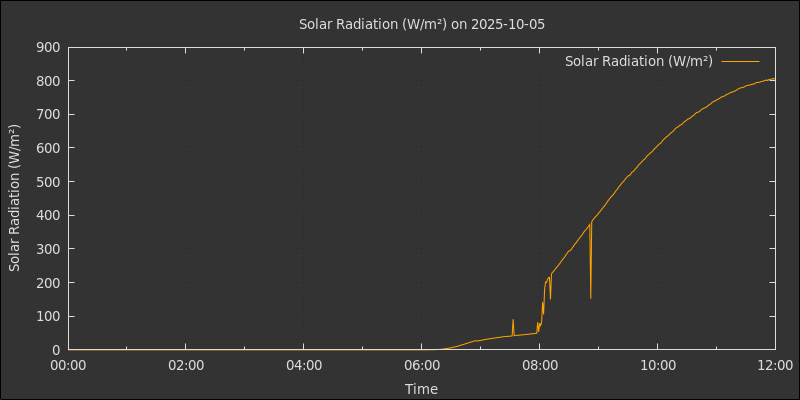 Solar Radiation (W/m²) on 2025-10-05
Solar Radiation (W/m²)
Solar Radiation (W/m²)
900
800
700
600
500
400
300
200
100
0
00:00 02:00 04:00 06:00 08:00 10:00 12:00
Time